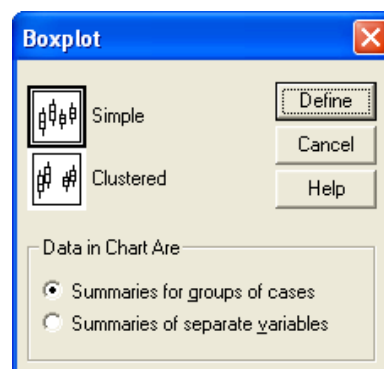 Boxplot
Simple
Clustered
Define
Cancel
Help
Data in Chart Are
Summaries for groups of cases
Summaries of separate variables